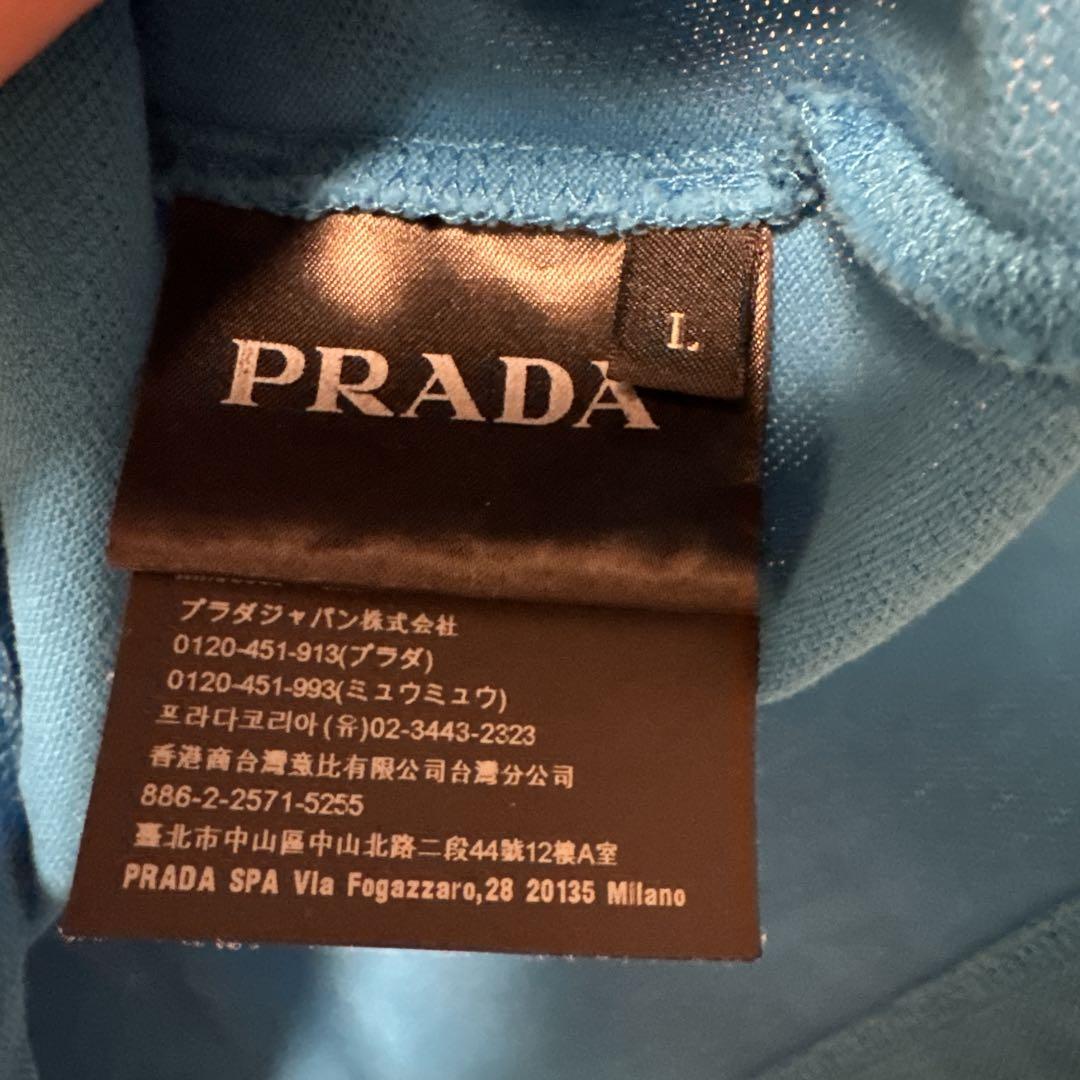 PRADA
L
プラダジャパン株式会社
0120-451-913(プラダ)
0120-451-993(ミュウミュウ)
프라다코리아(유)02-3443-2323
香港商台灣意比有限公司台灣分公司
886-2-2571-5255
臺北市中山區中山北路二段44號12樓A室
PRADA SPA Via Fogazzaro,28 20135 Milano